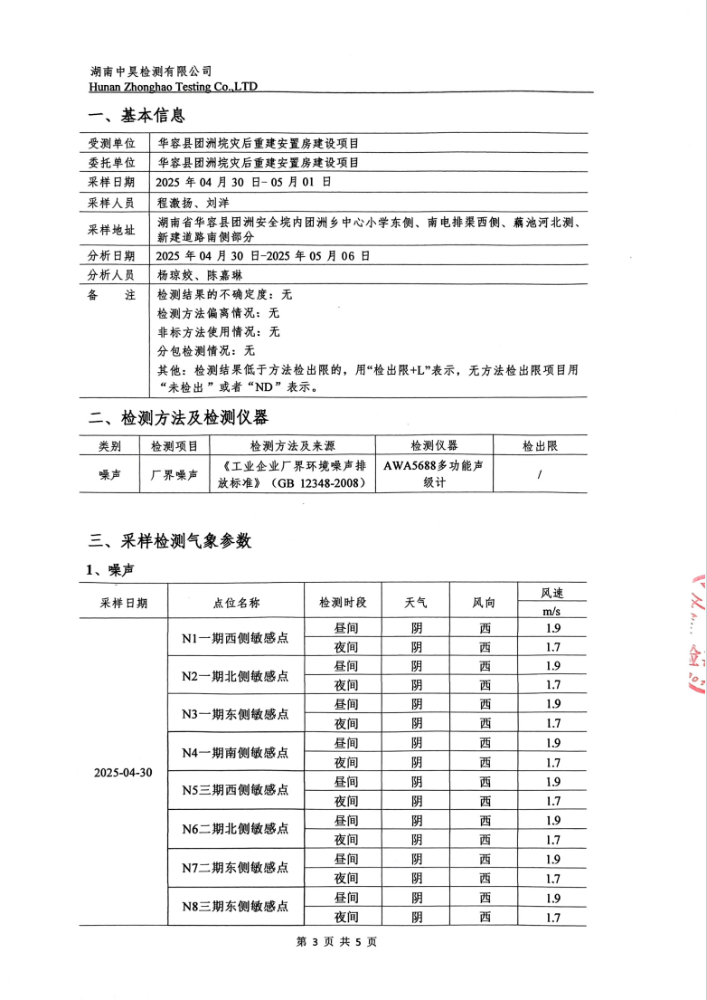 湖南中昊检测有限公司
Hunan Zhonghao Testing Co.,LTD
一、基本信息
受测单位 华容县团洲垸灾后重建安置房建设项目
委托单位 华容县团洲垸灾后重建安置房建设项目
采样日期 2025 年 04 月 30 日- 05 月 01 日
采样人员 程激扬、刘洋
采样地址 湖南省华容县团洲安全垸内团洲乡中心小学东侧、南电排渠西侧、藕池河北测、
新建道路南侧部分
分析日期 2025 年 04 月 30 日-2025 年 05 月 06 日
分析人员 杨琼姣、陈嘉琳
备 注 检测结果的不确定度：无
检测方法偏离情况：无
非标方法使用情况：无
分包检测情况：无
其他：检测结果低于方法检出限的，用“检出限+L”表示，无方法检出限项目用
“未检出”或者“ND”表示。
二、检测方法及检测仪器
类别 检测项目 检测方法及来源 检测仪器 检出限
噪声 厂界噪声 《工业企业厂界环境噪声排 AWA5688多功能声 /
放标准》（GB 12348-2008） 级计
三、采样检测气象参数
1、噪声
采样日期 点位名称 检测时段 天气 风向 风速
m/s
2025-04-30 N1一期西侧敏感点 昼间 阴 西 1.9
夜间 阴 西 1.7
N2一期北侧敏感点 昼间 阴 西 1.9
夜间 阴 西 1.7
N3一期东侧敏感点 昼间 阴 西 1.9
夜间 阴 西 1.7
N4一期南侧敏感点 昼间 阴 西 1.9
夜间 阴 西 1.7
N5三期西侧敏感点 昼间 阴 西 1.9
夜间 阴 西 1.7
N6二期北侧敏感点 昼间 阴 西 1.9
夜间 阴 西 1.7
N7二期东侧敏感点 昼间 阴 西 1.9
夜间 阴 西 1.7
N8三期东侧敏感点 昼间 阴 西 1.9
夜间 阴 西 1.7
第 3 页 共 5 页